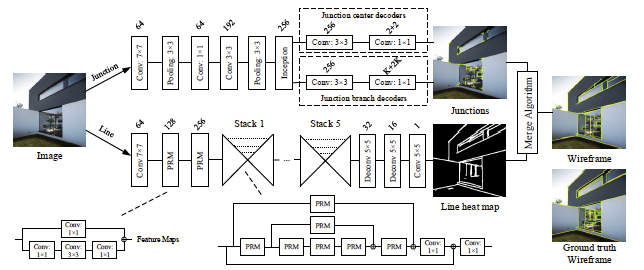 Junction center decoders
64
64
192
256
256
2+2
Conv: 7×7
Pooling: 3×3
Conv: 1×1
Conv 3×3
Pooling: 3×3
Inception
Conv: 3×3
Conv: 1×1
256
K+2K
Conv: 3×3
Conv: 1×1
Junction branch decoders
Junction
Line
Image
Junctions
Merge Algorithm
Wireframe
64
128
256
Stack 1
Stack 5
32
16
1
Conv 7×7
PRM
PRM
...
Deconv 5×5
Deconv 5×5
Conv 5×5
Line heat map
Ground truth
Wireframe
Conv:
1×1
Conv:
1×1
Conv:
3×3
Conv:
1×1
Feature Maps
PRM
PRM
PRM
PRM
PRM
PRM
PRM
PRM
Conv:
1×1
Conv:
1×1